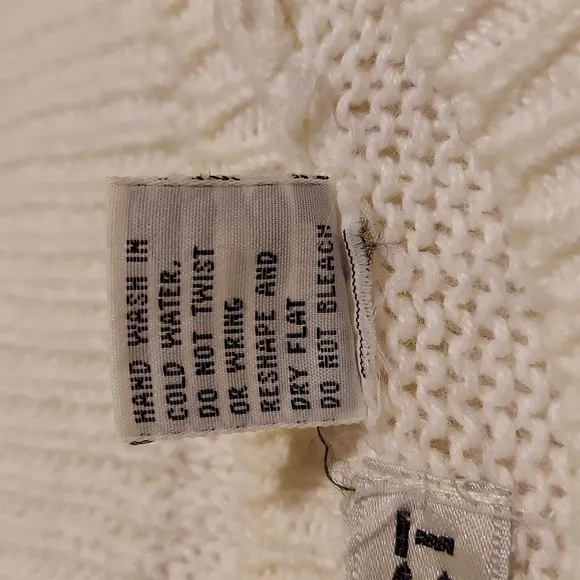 HAND WASH IN
COLD WATER,
DO NOT TWIST
OR WRING
RESHAPE AND
DRY FLAT
DO NOT BLEACH